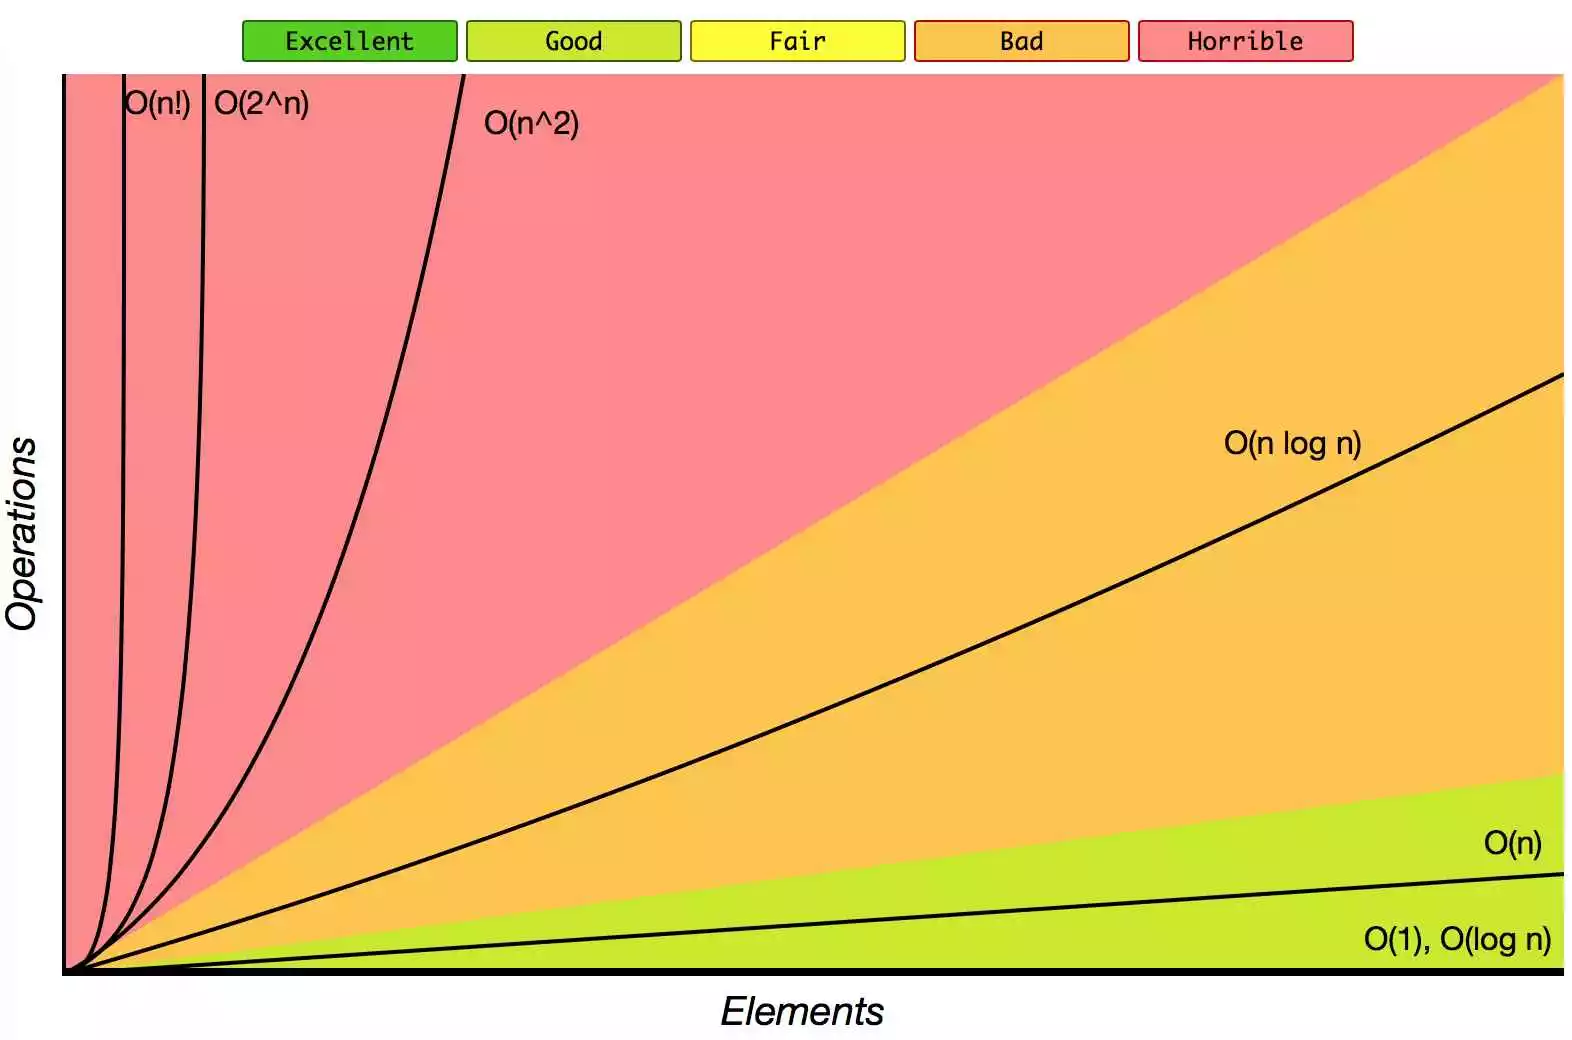 Excellent Good Fair Bad Horrible
O(n!) O(2^n)
O(n^2)
O(n log n)
O(n)
O(1), O(log n)
Operations
Elements